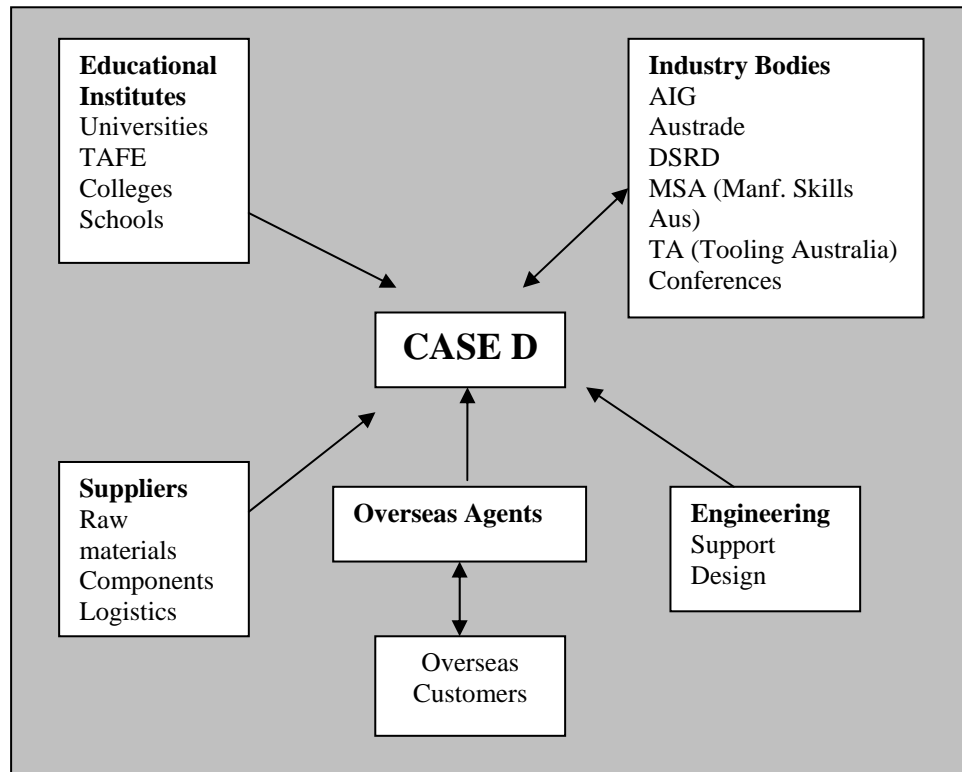 Educational
Institutes
Universities
TAFE
Colleges
Schools
Industry Bodies
AIG
Austrade
DSRD
MSA (Manf. Skills
Aus)
TA (Tooling Australia)
Conferences
CASE D
Suppliers
Raw
materials
Components
Logistics
Overseas Agents
Engineering
Support
Design
Overseas
Customers